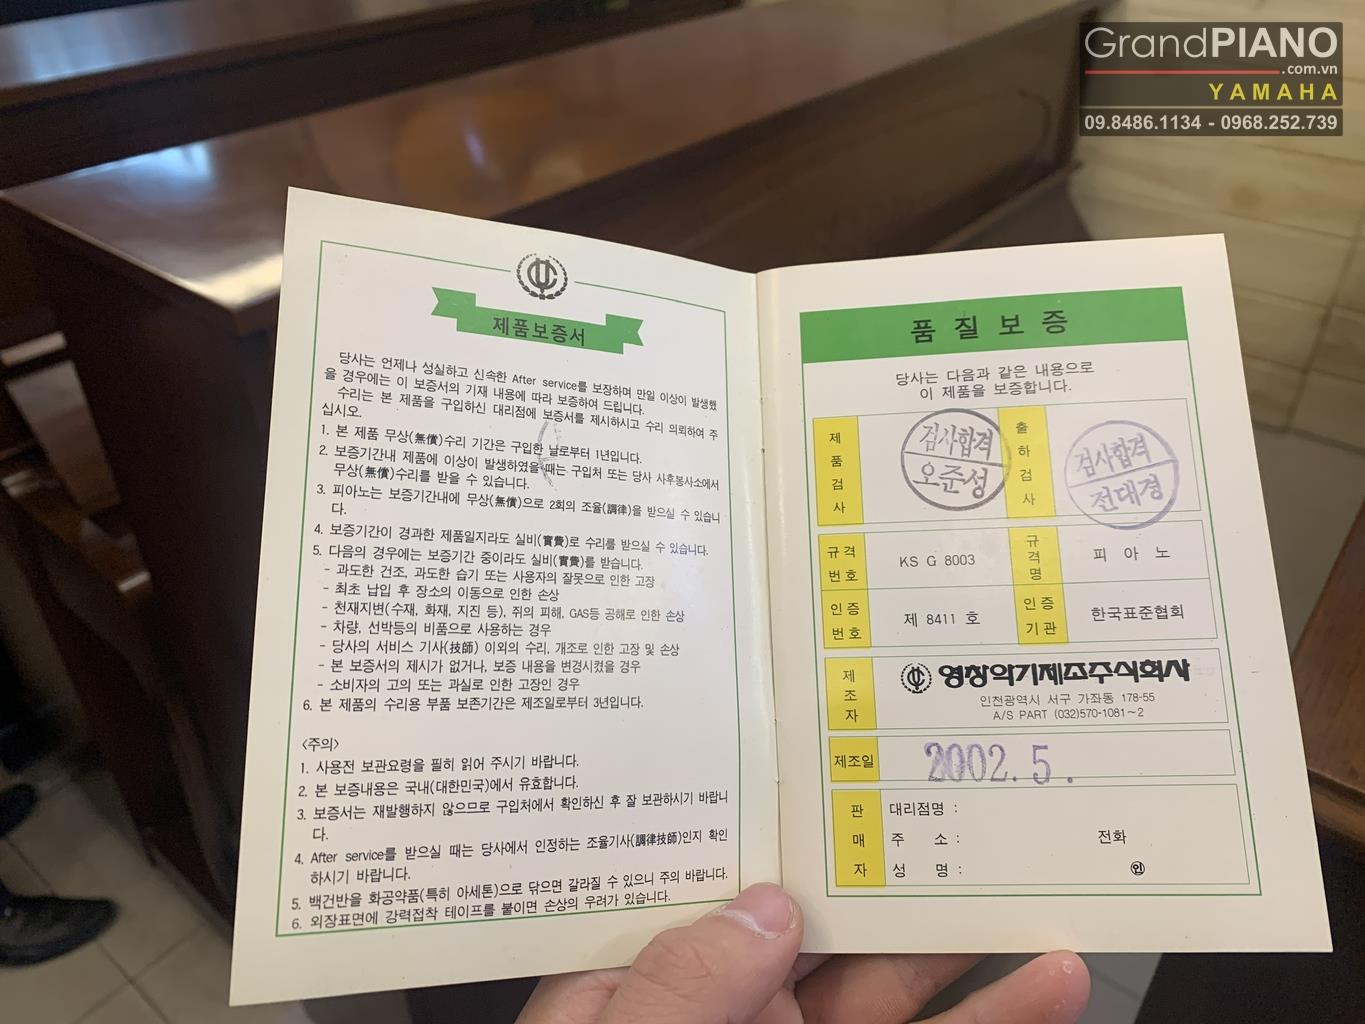 GrandPIANO
.com.vn
YAMAHA
09.8486.1134 - 0968.252.739
제품보증서
당사는 언제나 성실하고 신속한 After service를 보장하며 만일 이상이 발생했
을 경우에는 이 보증서의 기재 내용에 따라 보증하여 드립니다.
수리는 본 제품을 구입하신 대리점에 보증서를 제시하시고 수리 의뢰하여 주
십시오.
1. 본 제품 무상(無償)수리 기간은 구입한 날로부터 1년입니다.
2. 보증기간내 제품에 이상이 발생하였을 때는 구입처 또는 당사 사후봉사소에서
무상(無償)수리를 받을 수 있습니다.
3. 피아노는 보증기간내에 무상(無償)으로 2회의 조율(調律)을 받으실 수 있습니
다.
4. 보증기간이 경과한 제품일지라도 실비(實費)로 수리를 받으실 수 있습니다.
5. 다음의 경우에는 보증기간 중이라도 실비(實費)를 받습니다.
- 과도한 건조, 과도한 습기 또는 사용자의 잘못으로 인한 고장
- 최초 납입 후 장소의 이동으로 인한 손상
- 천재지변(수재, 화재, 지진 등), 쥐의 피해, GAS등 공해로 인한 손상
- 차량, 선박등의 비품으로 사용하는 경우
- 당사의 서비스 기사(技師) 이외의 수리, 개조로 인한 고장 및 손상
- 본 보증서의 제시가 없거나, 보증 내용을 변경시켰을 경우
- 소비자의 고의 또는 과실로 인한 고장인 경우
6. 본 제품의 수리용 부품 보존기간은 제조일로부터 3년입니다.
<주의>
1. 사용전 보관요령을 필히 읽어 주시기 바랍니다.
2. 본 보증내용은 국내(대한민국)에서 유효합니다.
3. 보증서는 재발행하지 않으므로 구입처에서 확인하신 후 잘 보관하시기 바랍니
다.
4. After service를 받으실 때는 당사에서 인정하는 조율기사(調律技師)인지 확인
하시기 바랍니다.
5. 백건반을 화공약품(특히 아세톤)으로 닦으면 갈라질 수 있으니 주의 바랍니다.
6. 외장표면에 강력접착 테이프를 붙이면 손상의 우려가 있습니다.
품 질 보 증
당사는 다음과 같은 내용으로
이 제품을 보증합니다.
제품검사
검사합격
오준성
출하검사
검사합격
전대경
규격번호
KS G 8003
규격명
피 아 노
인증번호
제 8411 호
인증기관
한국표준협회
제조자
영창악기제조주식회사
인천광역시 서구 가좌동 178-55
A/S PART (032)570-1081~2
제조일
2002. 5.
판매자
대리점명 :
주 소 :
전화
성 명 :
㊞